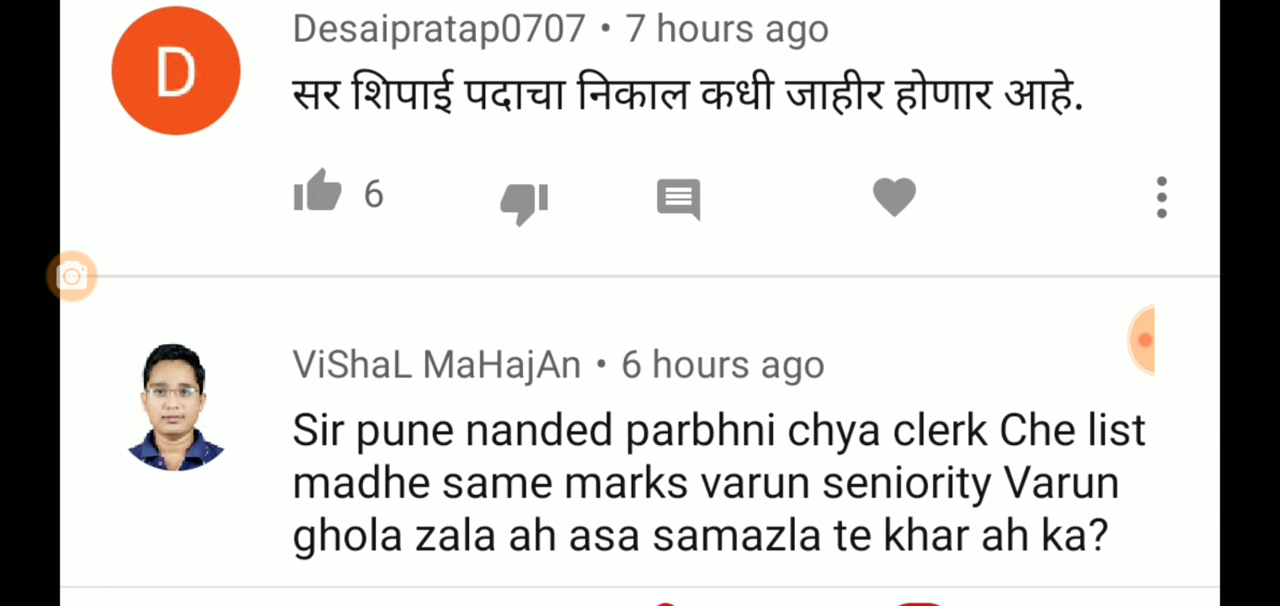 D
Desaipratap0707 • 7 hours ago
सर शिपाई पदाचा निकाल कधी जाहीर होणार आहे.
6
ViShaL MaHajAn • 6 hours ago
Sir pune nanded parbhni chya clerk Che list
madhe same marks varun seniority Varun
ghola zala ah asa samazla te khar ah ka?